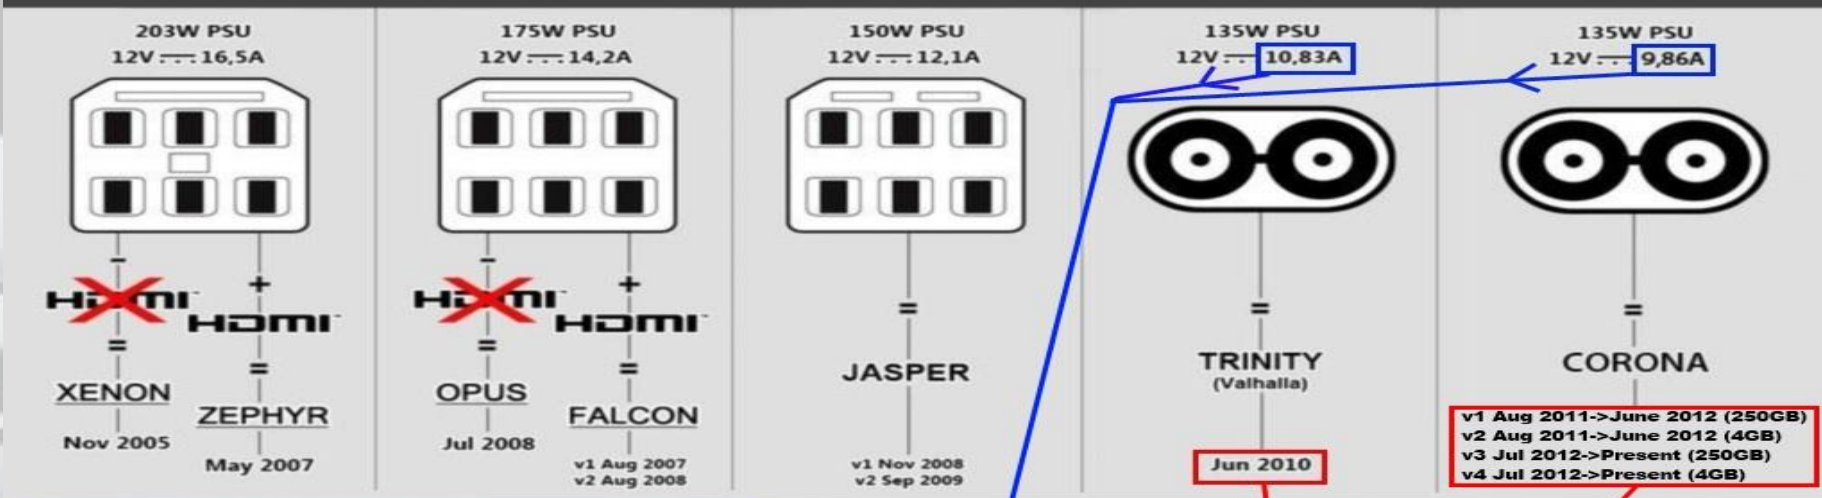 203W PSU
12V 16,5A
HDMI
HDMI
-
+
=
=
XENON
ZEPHYR
Nov 2005
May 2007
175W PSU
12V 14,2A
-
+
HDMI
HDMI
=
=
OPUS
FALCON
Jul 2008
v1 Aug 2007
v2 Aug 2008
150W PSU
12V 12,1A
=
JASPER
v1 Nov 2008
v2 Sep 2009
135W PSU
12V 10,83A
=
TRINITY
(Valhalla)
Jun 2010
135W PSU
12V 9,86A
=
CORONA
v1 Aug 2011->June 2012 (250GB)
v2 Aug 2011->June 2012 (4GB)
v3 Jul 2012->Present (250GB)
v4 Jul 2012->Present (4GB)